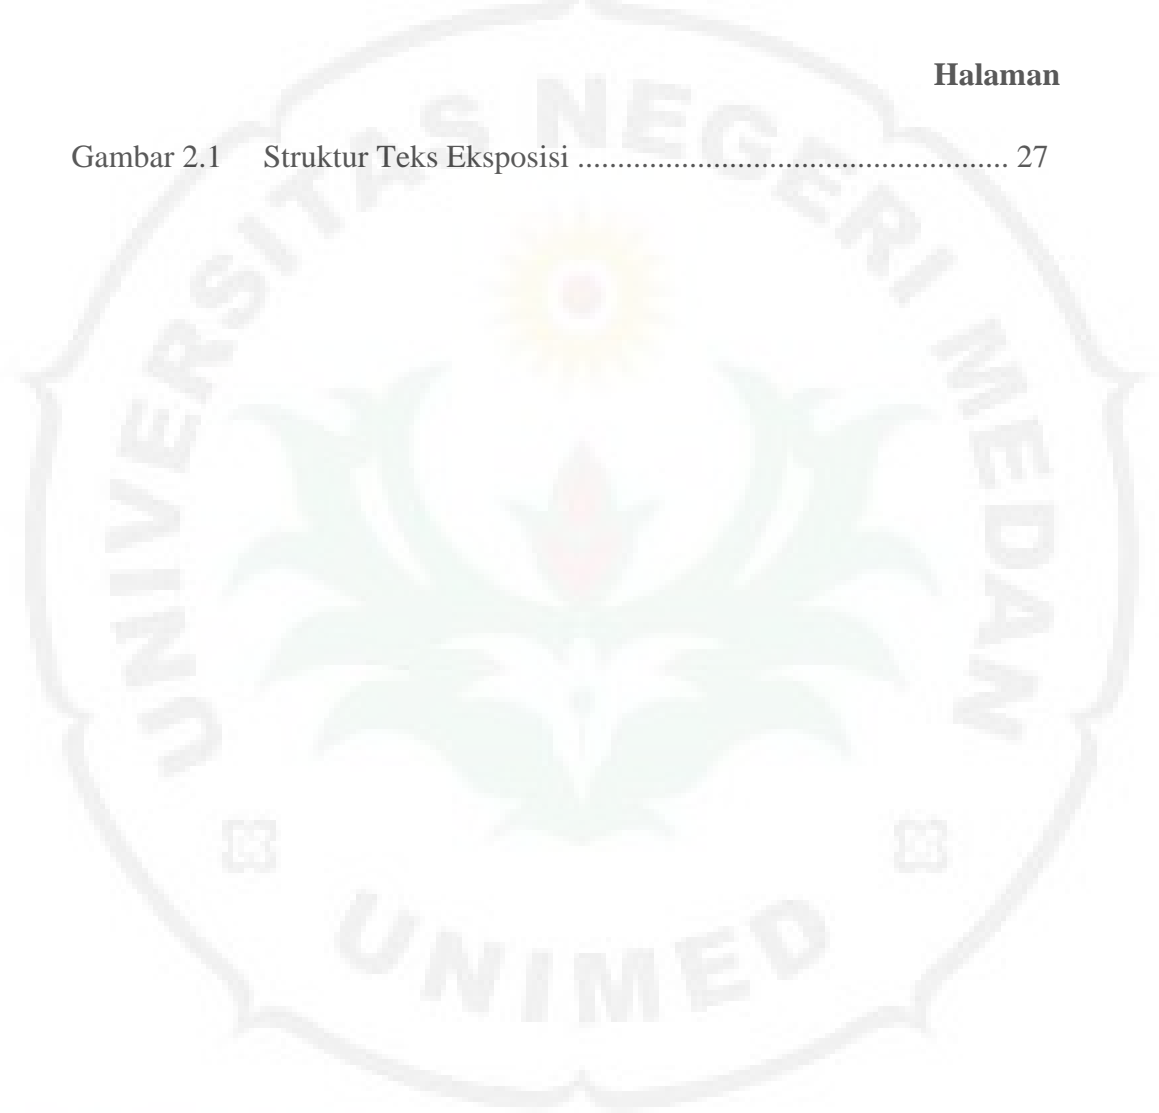 Halaman
Gambar 2.1 Struktur Teks Eksposisi ...................................................... 27
UNIVERSITAS NEGERI MEDAN
UNIMED